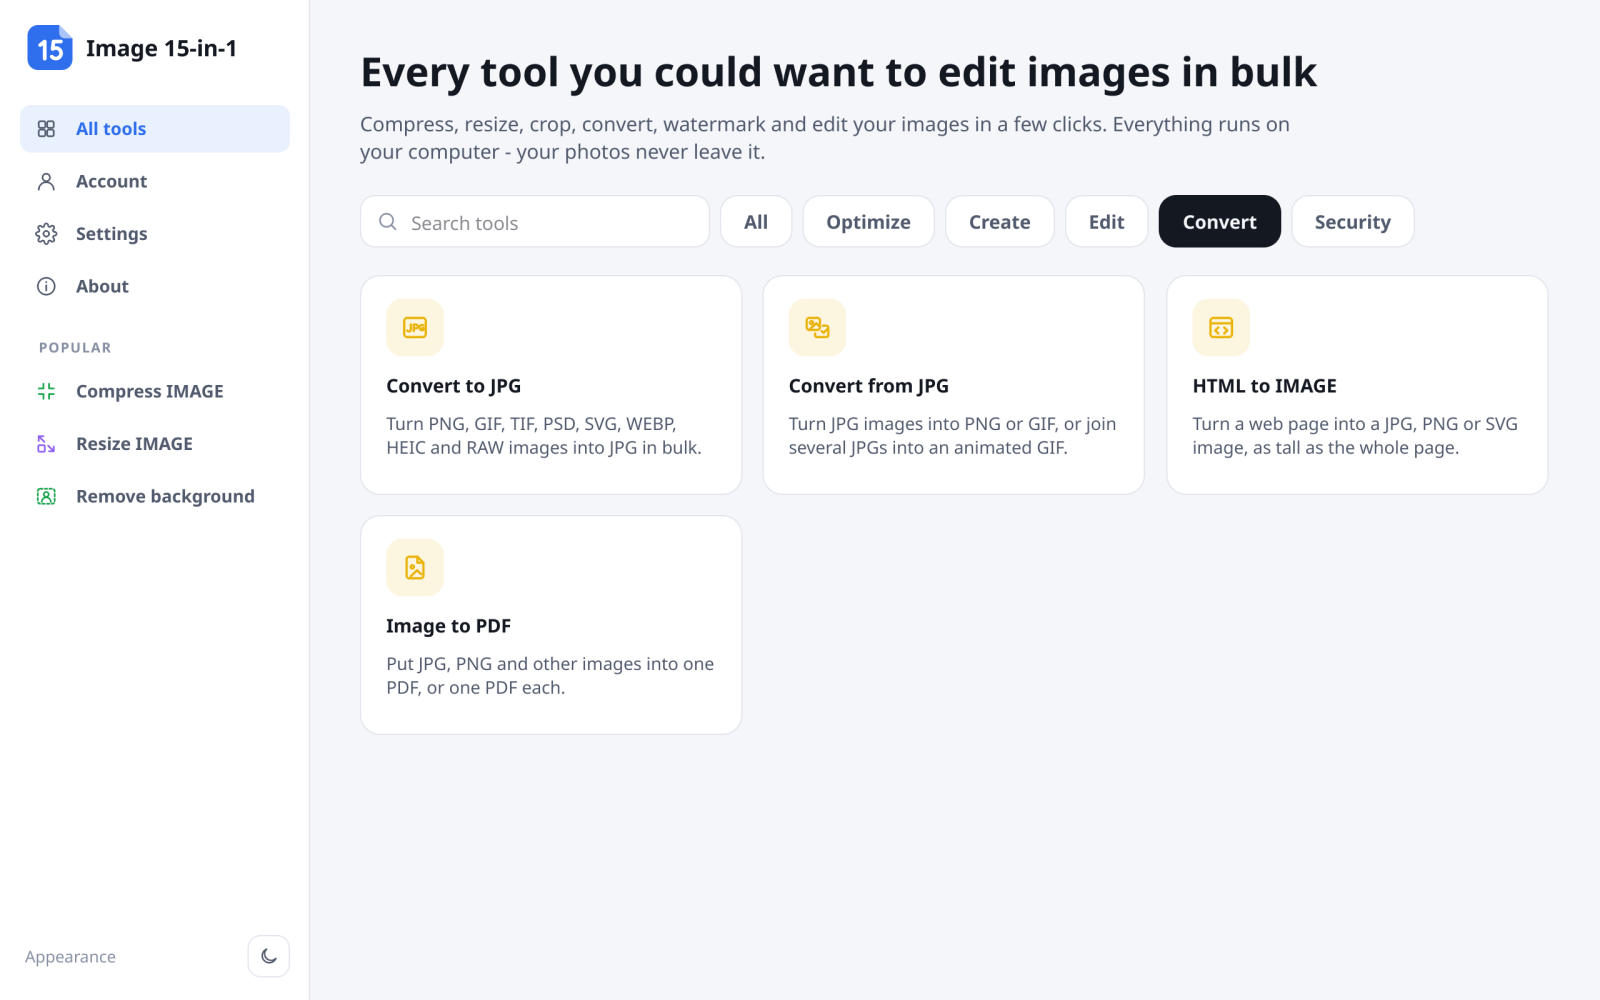 15
Image 15-in-1
All tools
Account
Settings
About
POPULAR
Compress IMAGE
Resize IMAGE
Remove background
Appearance
Every tool you could want to edit images in bulk
Compress, resize, crop, convert, watermark and edit your images in a few clicks. Everything runs on
your computer - your photos never leave it.
Search tools
All
Optimize
Create
Edit
Convert
Security
JPG
Convert to JPG
Turn PNG, GIF, TIF, PSD, SVG, WEBP,
HEIC and RAW images into JPG in bulk.
Convert from JPG
Turn JPG images into PNG or GIF, or join
several JPGs into an animated GIF.
HTML to IMAGE
Turn a web page into a JPG, PNG or SVG
image, as tall as the whole page.
Image to PDF
Put JPG, PNG and other images into one
PDF, or one PDF each.